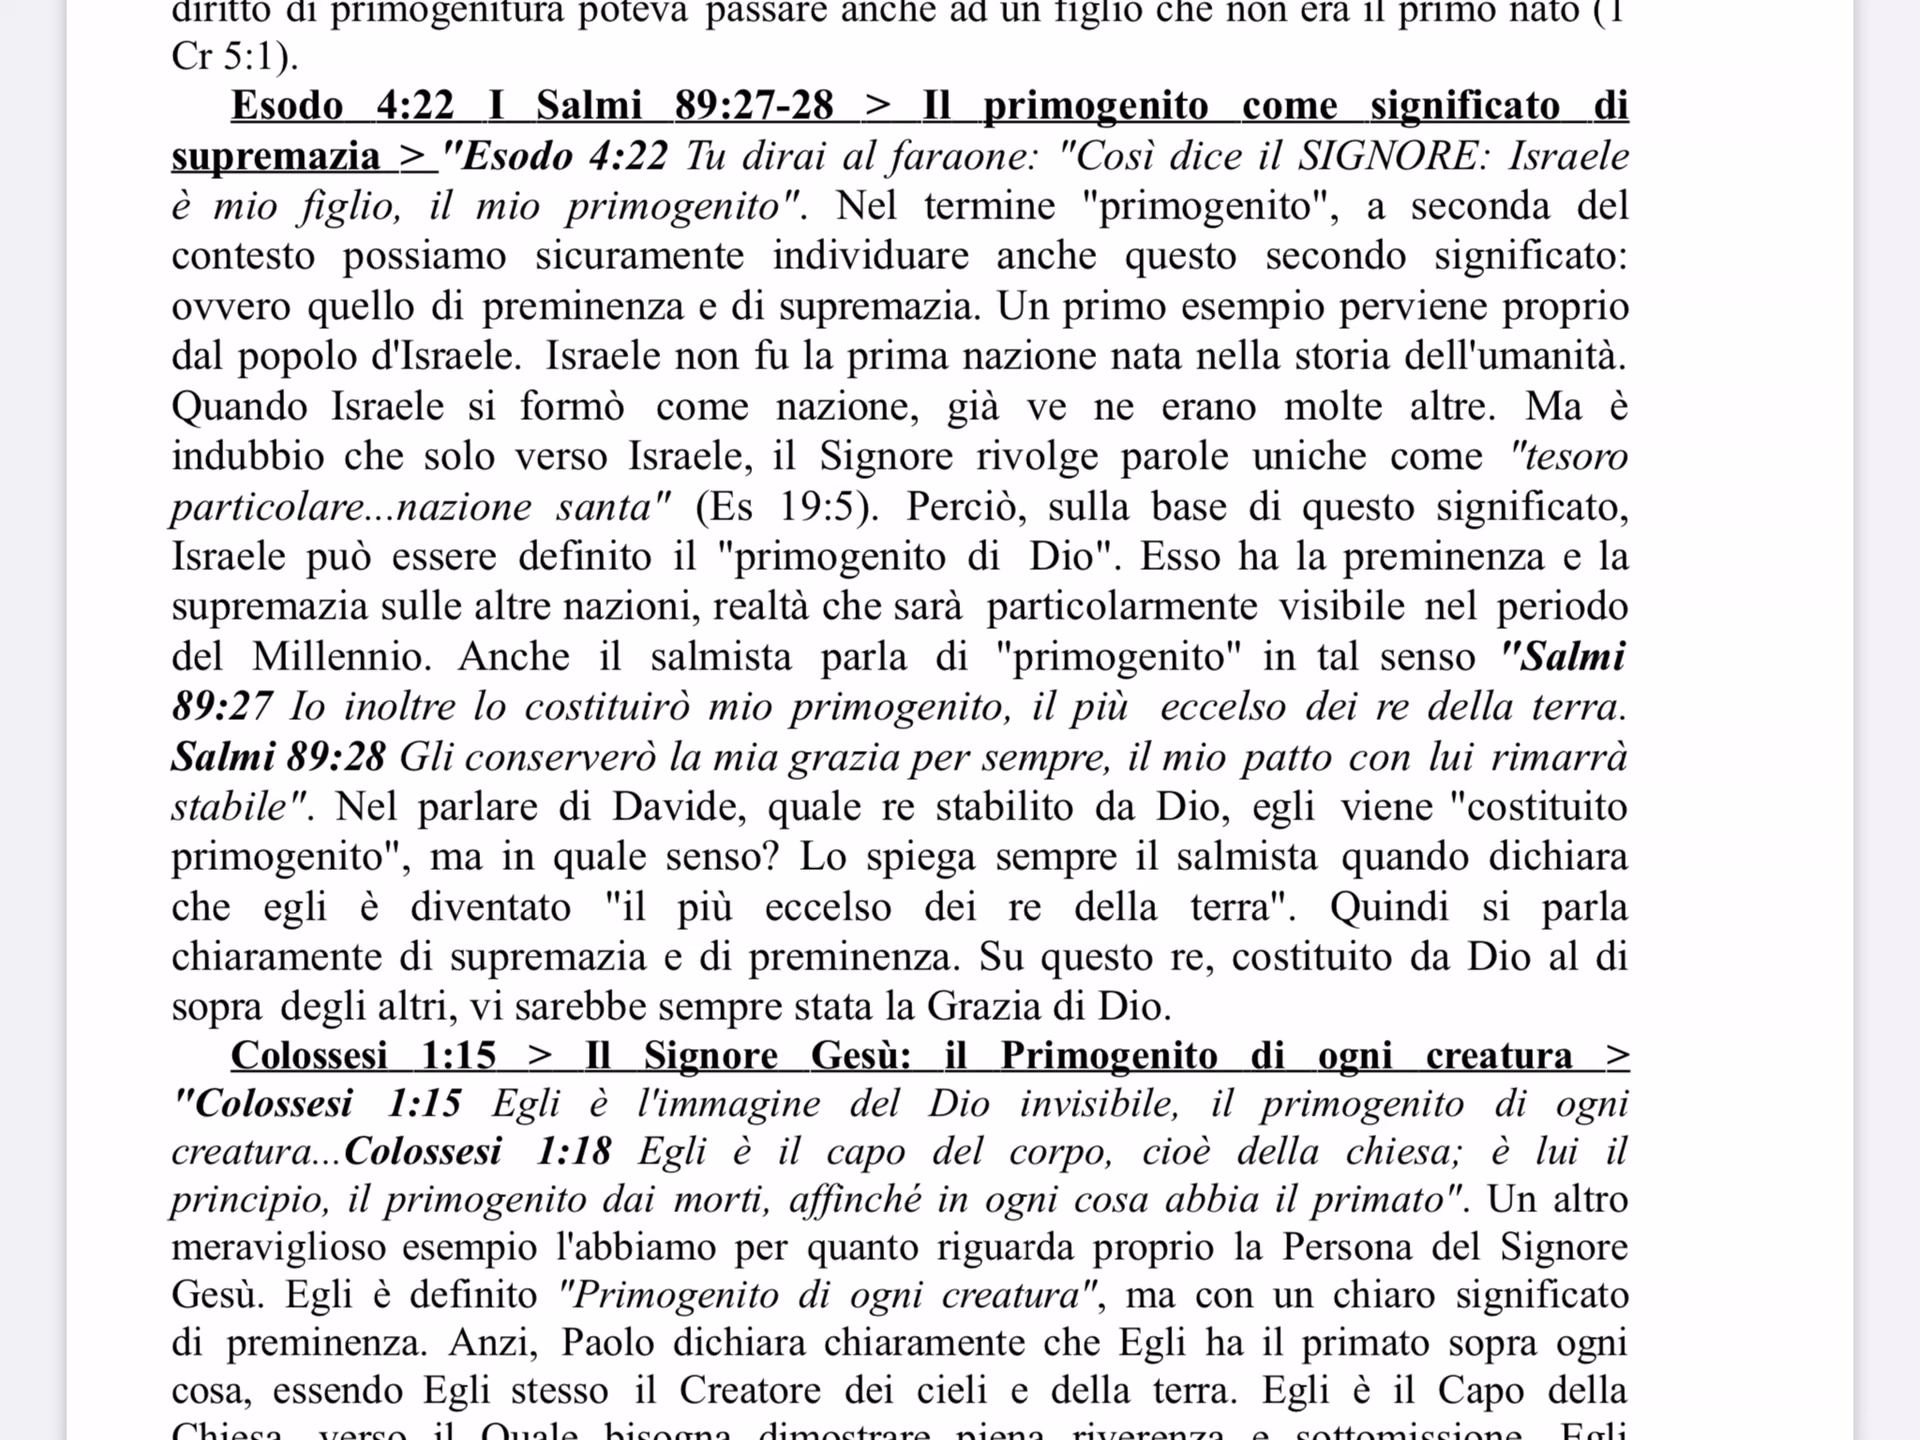 diritto di primogenitura poteva passare anche ad un figlio che non era il primo nato (1
Cr 5:1).
Esodo 4:22 I Salmi 89:27-28 > Il primogenito come significato di
supremazia > "Esodo 4:22 Tu dirai al faraone: "Così dice il SIGNORE: Israele
è mio figlio, il mio primogenito". Nel termine "primogenito", a seconda del
contesto possiamo sicuramente individuare anche questo secondo significato:
ovvero quello di preminenza e di supremazia. Un primo esempio perviene proprio
dal popolo d'Israele. Israele non fu la prima nazione nata nella storia dell'umanità.
Quando Israele si formò come nazione, già ve ne erano molte altre. Ma è
indubbio che solo verso Israele, il Signore rivolge parole uniche come "tesoro
particolare...nazione santa" (Es 19:5). Perciò, sulla base di questo significato,
Israele può essere definito il "primogenito di Dio". Esso ha la preminenza e la
supremazia sulle altre nazioni, realtà che sarà particolarmente visibile nel periodo
del Millennio. Anche il salmista parla di "primogenito" in tal senso "Salmi
89:27 Io inoltre lo costituirò mio primogenito, il più eccelso dei re della terra.
Salmi 89:28 Gli conserverò la mia grazia per sempre, il mio patto con lui rimarrà
stabile". Nel parlare di Davide, quale re stabilito da Dio, egli viene "costituito
primogenito", ma in quale senso? Lo spiega sempre il salmista quando dichiara
che egli è diventato "il più eccelso dei re della terra". Quindi si parla
chiaramente di supremazia e di preminenza. Su questo re, costituito da Dio al di
sopra degli altri, vi sarebbe sempre stata la Grazia di Dio.
Colossesi 1:15 > Il Signore Gesù: il Primogenito di ogni creatura >
"Colossesi 1:15 Egli è l'immagine del Dio invisibile, il primogenito di ogni
creatura...Colossesi 1:18 Egli è il capo del corpo, cioè della chiesa; è lui il
principio, il primogenito dai morti, affinché in ogni cosa abbia il primato". Un altro
meraviglioso esempio l'abbiamo per quanto riguarda proprio la Persona del Signore
Gesù. Egli è definito "Primogenito di ogni creatura", ma con un chiaro significato
di preminenza. Anzi, Paolo dichiara chiaramente che Egli ha il primato sopra ogni
cosa, essendo Egli stesso il Creatore dei cieli e della terra. Egli è il Capo della
Chiesa, verso il Quale bisogna dimostrare piena riverenza e sottomissione. Egli